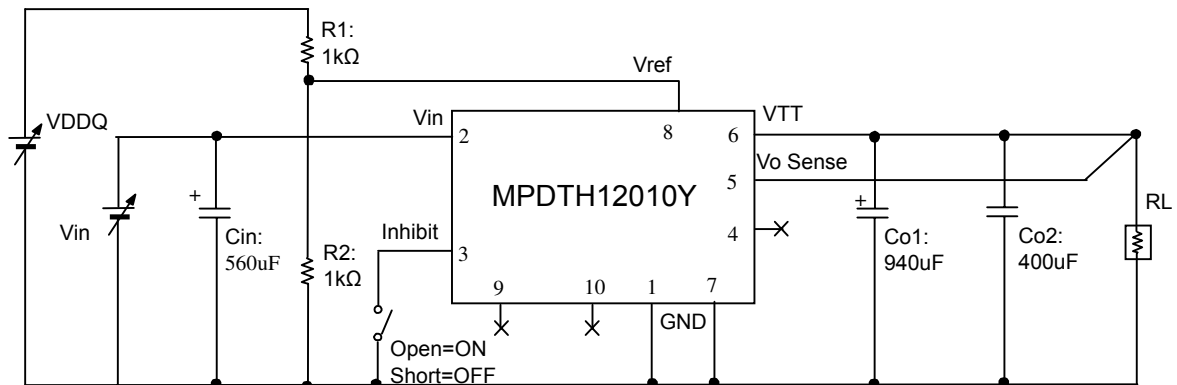 R1:
1kΩ
Vref
VDDQ
Vin
2
8
6
VTT
Vo Sense
5
MPDTH12010Y
RL
+
Vin
Cin:
560uF
R2:
1kΩ
Inhibit
3
4
+
Co1:
940uF
Co2:
400uF
9
10
1
7
GND
Open=ON
Short=OFF